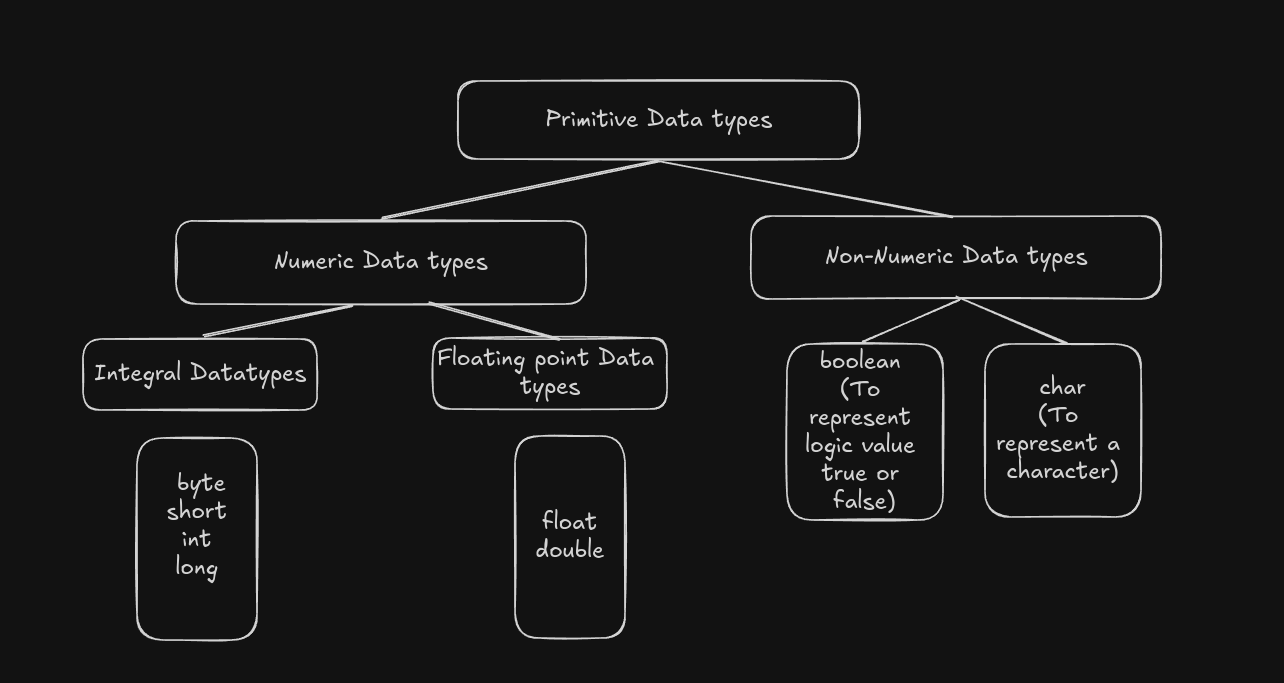 Primitive Data types
Numeric Data types
Non-Numeric Data types
Integral Datatypes
Floating point Data
types
boolean
(To
represent
logic value
true or
false)
char
(To
represent a
character)
byte
short
int
long
float
double